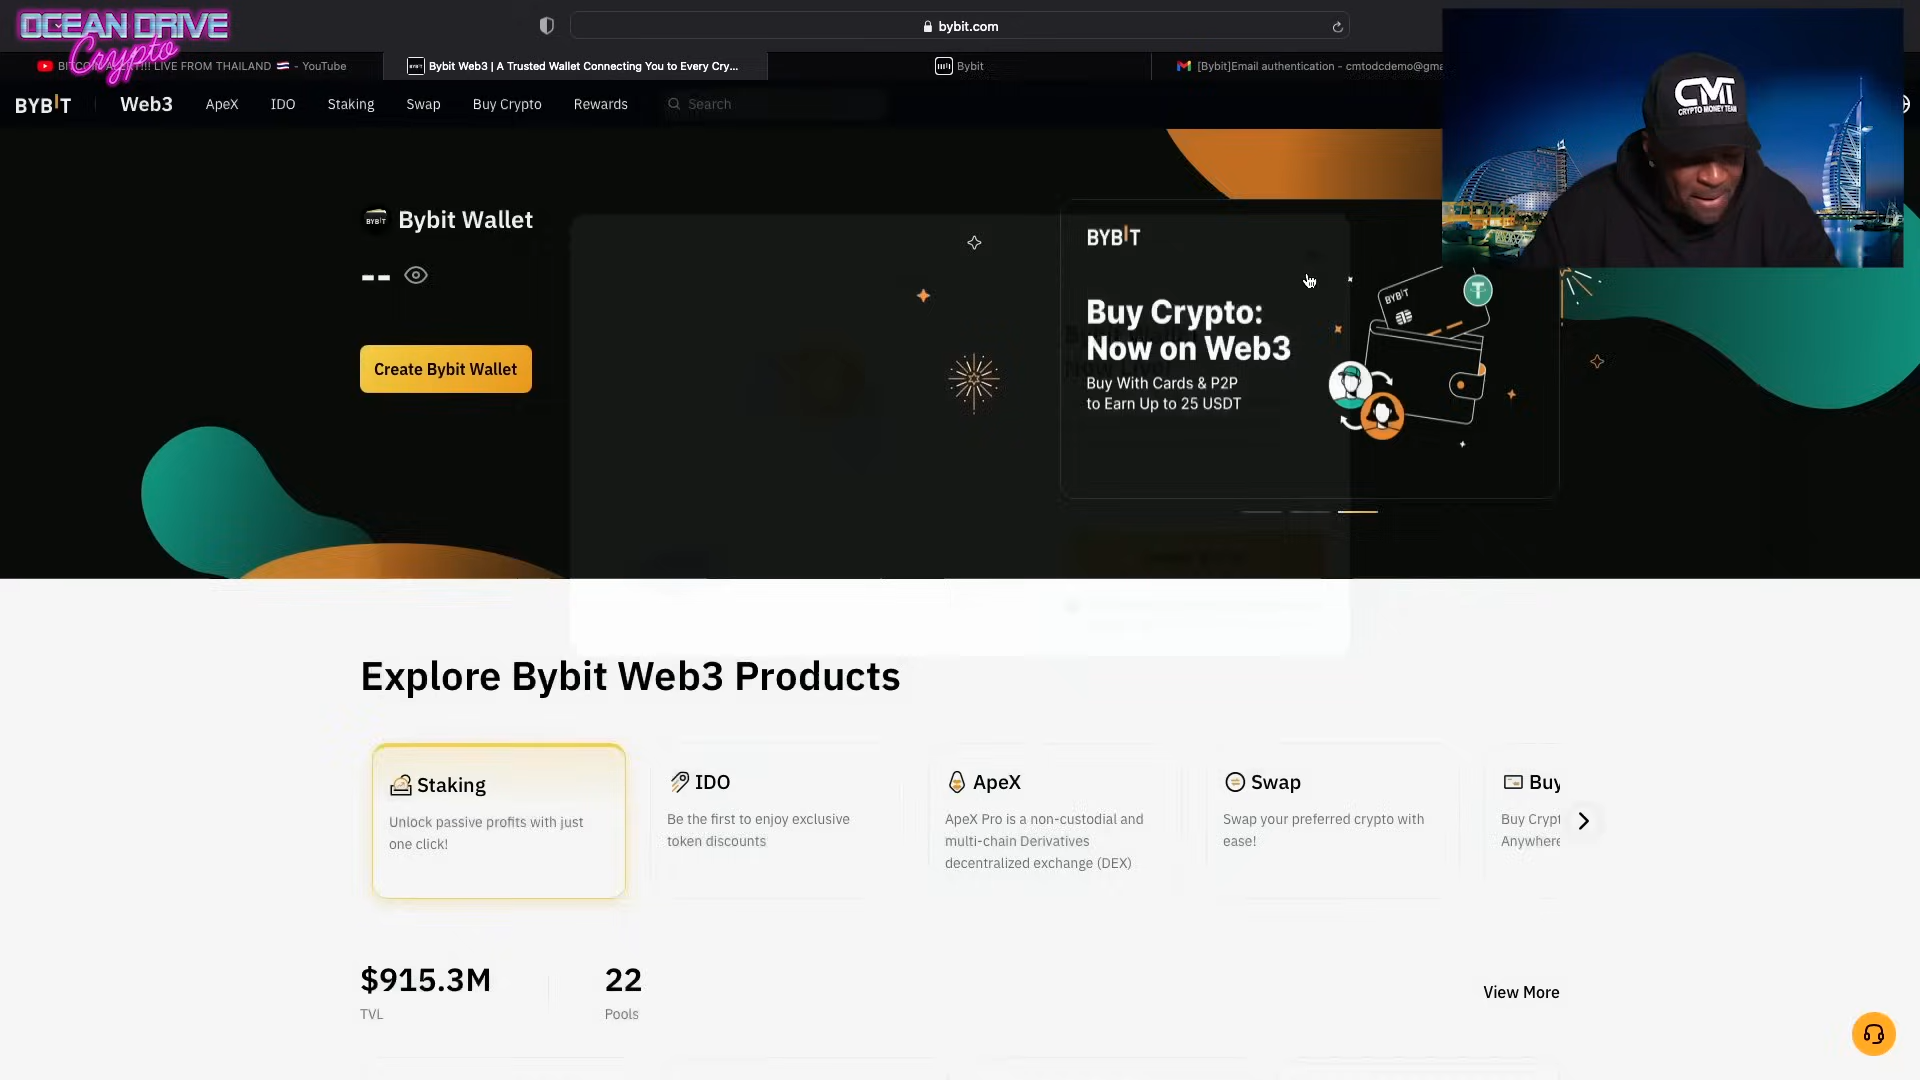 OCEAN DRIVE
Crypto
bybit.com
LIVE FROM THAILAND - YouTube
Bybit Web3 | A Trusted Wallet Connecting You to Every Cry...
Bybit
[Bybit]Email authentication - cmtodcdemo@gma
BYBIT
Web3
ApeX
IDO
Staking
Swap
Buy Crypto
Rewards
Search
CMT
CRYPTO MONEY TEAM
BYBIT
Bybit Wallet
--
Create Bybit Wallet
BYBIT
Buy Crypto:
Now on Web3
Buy With Cards & P2P
to Earn Up to 25 USDT
BYBIT
Explore Bybit Web3 Products
Staking
Unlock passive profits with just
one click!
IDO
Be the first to enjoy exclusive
token discounts
ApeX
ApeX Pro is a non-custodial and
multi-chain Derivatives
decentralized exchange (DEX)
Swap
Swap your preferred crypto with
ease!
Buy
Buy Crypt
Anywhere
$915.3M
TVL
22
Pools
View More